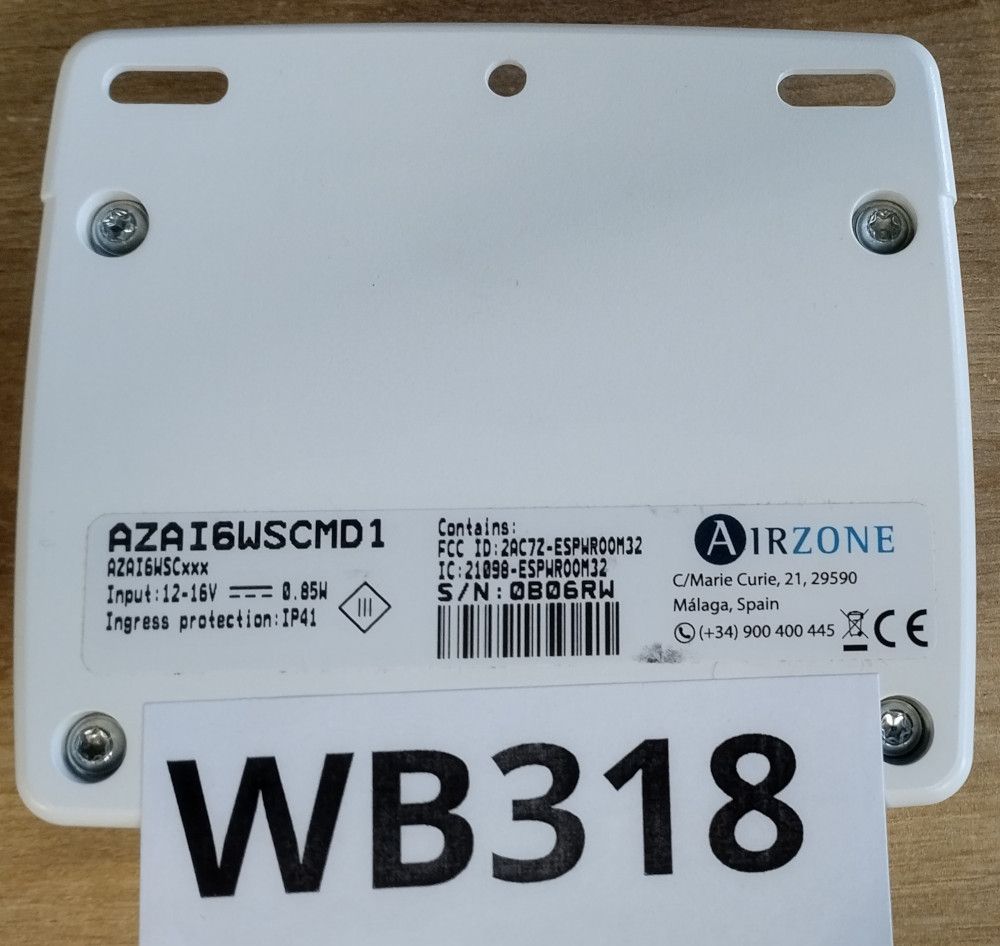 AZAI6WSCMD1
AZAI6WSCxxx
Input:12-16V ⎓ 0.85W
Ingress protection:IP41
Contains:
FCC ID:2AC7Z-ESPWROOM32
IC:21098-ESPWROOM32
S/N:0B06RW
AIRZONE
C/Marie Curie, 21, 29590
Málaga, Spain
(+34) 900 400 445 CE
WB318